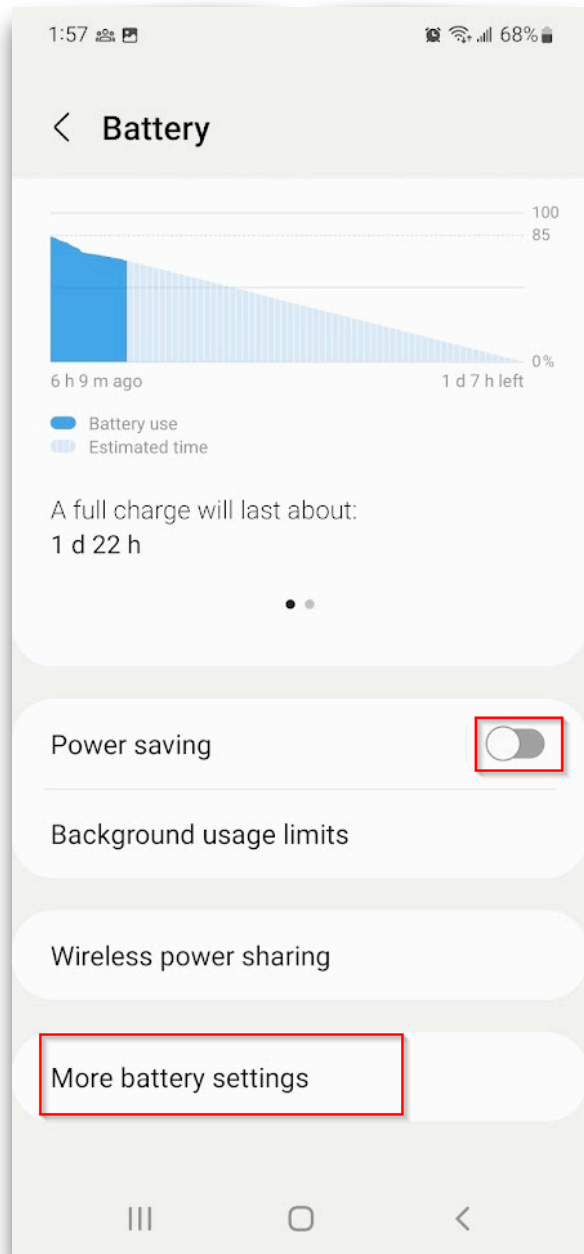 1:57 68%
Battery
100
85
0%
6 h 9 m ago 1 d 7 h left
Battery use
Estimated time
A full charge will last about:
1 d 22 h
Power saving
Background usage limits
Wireless power sharing
More battery settings